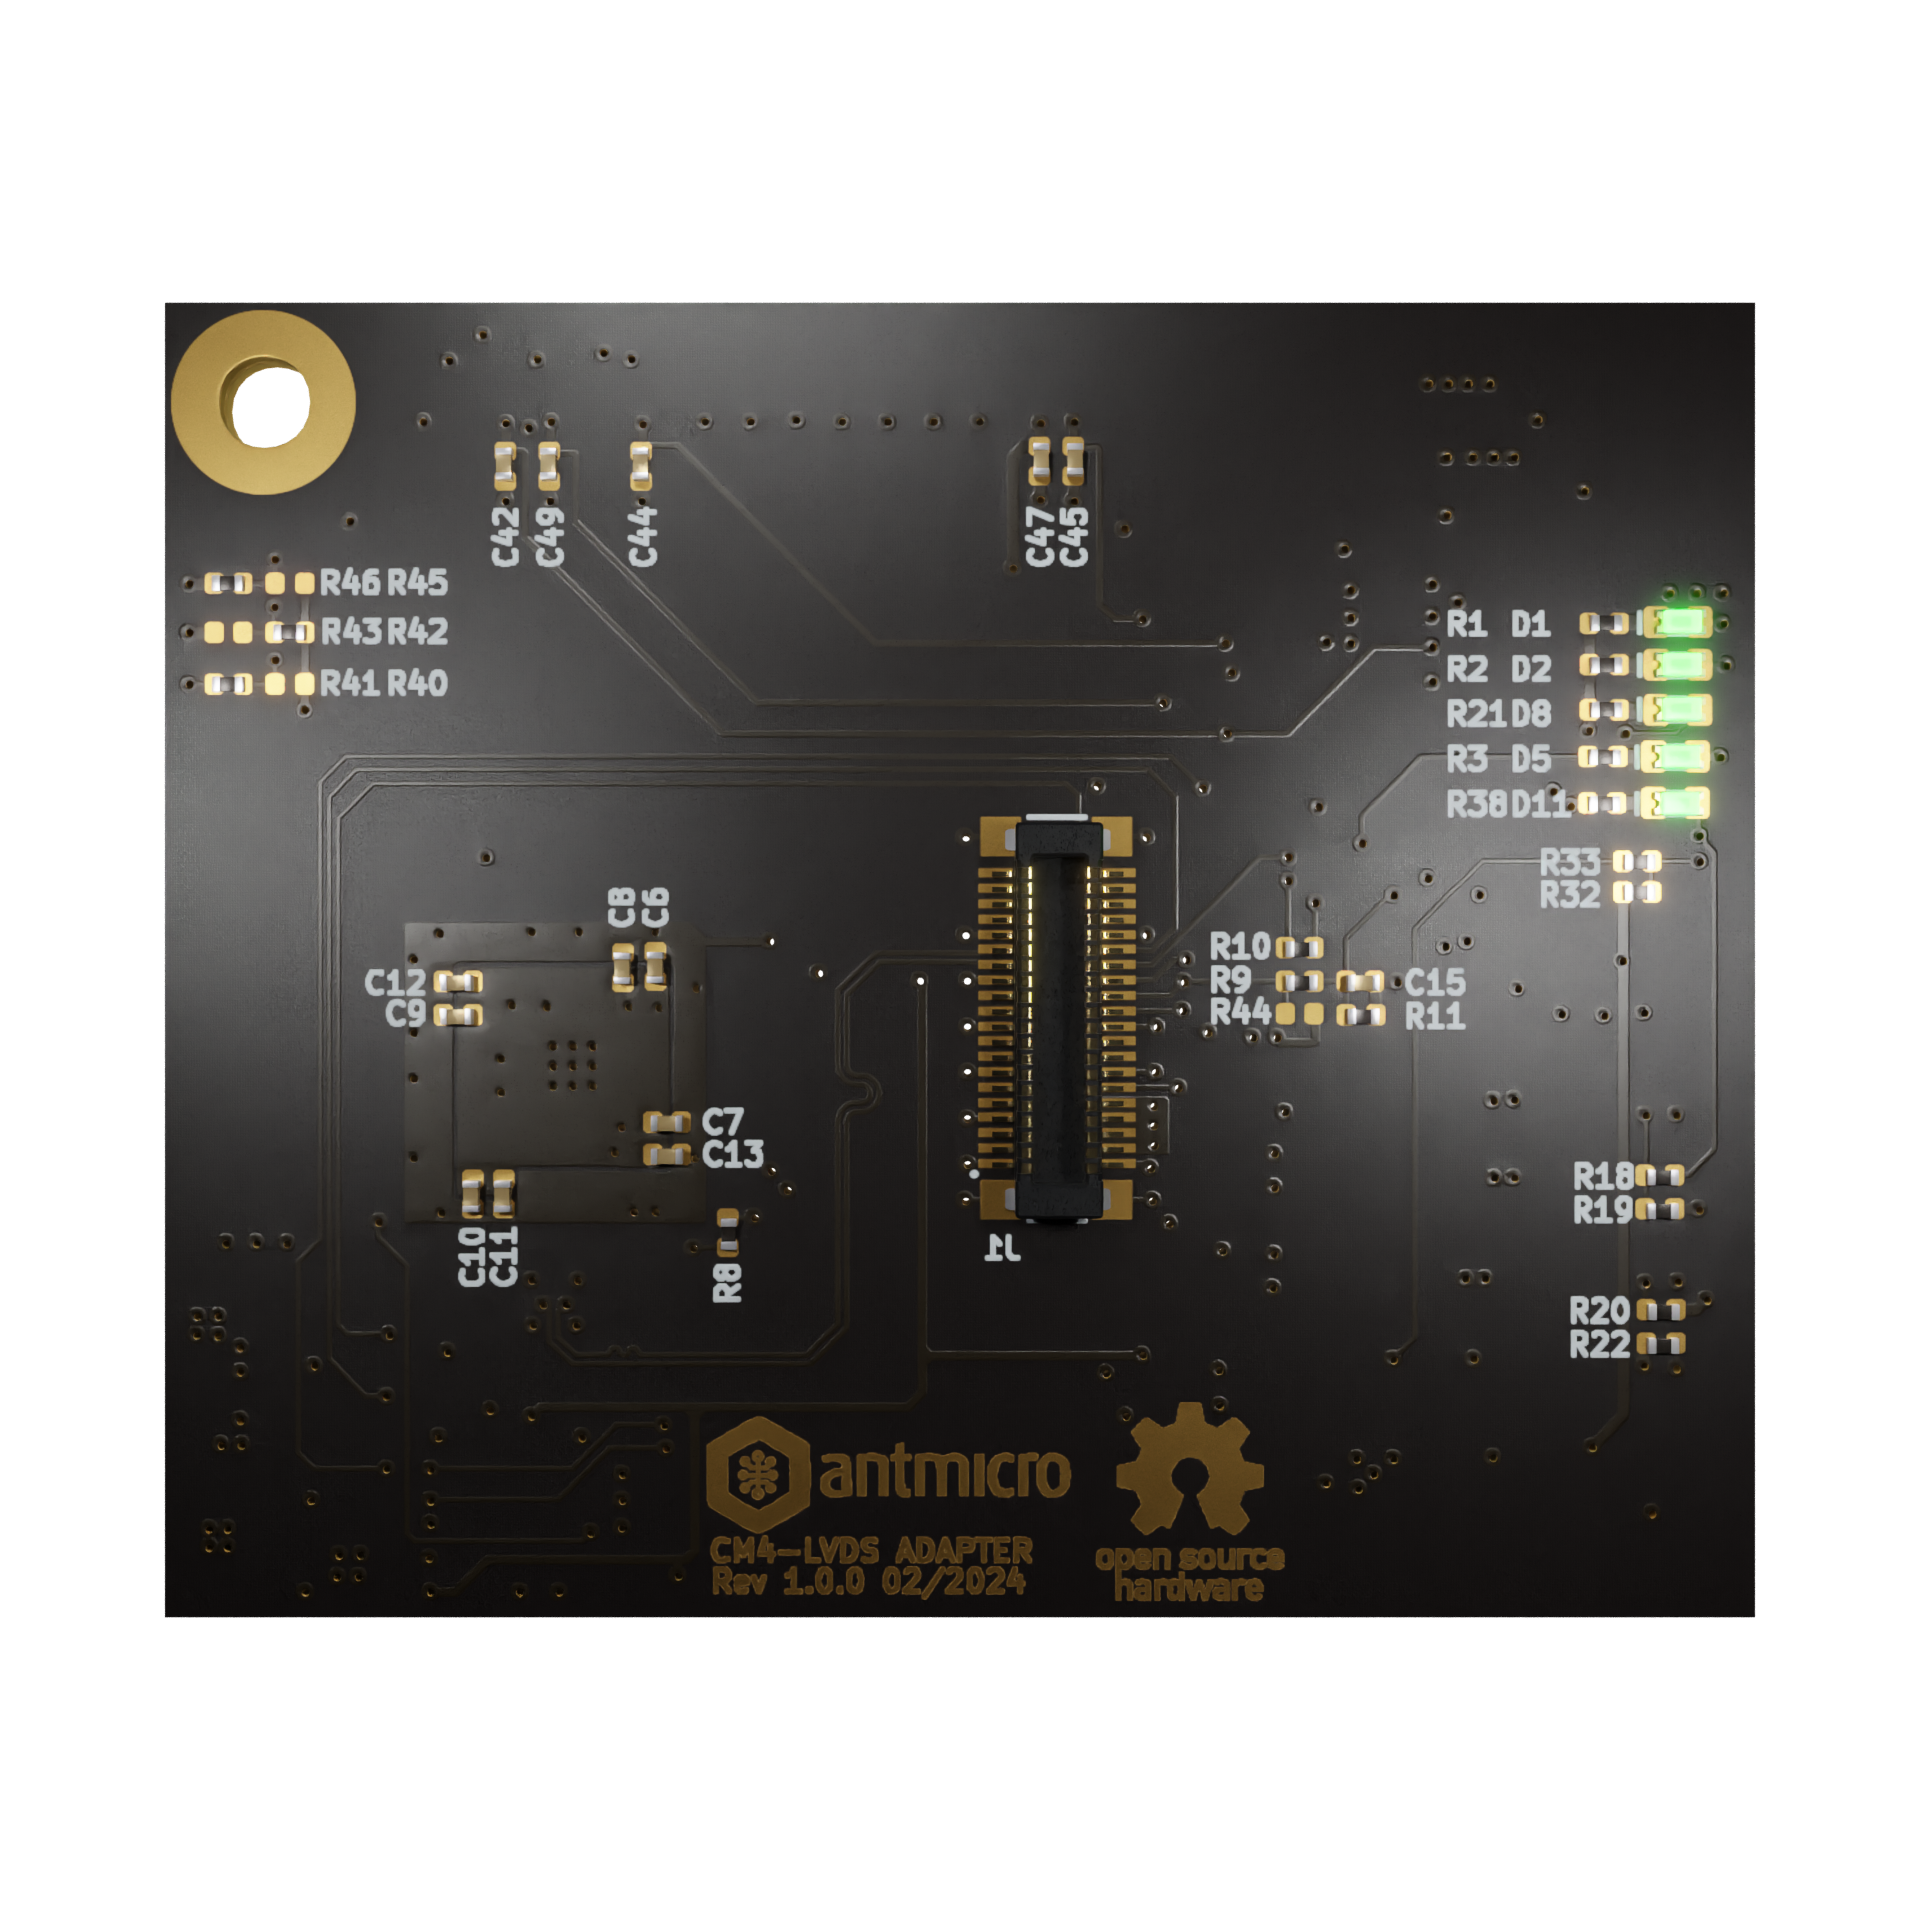 C42 C49 C44 C47 C45
R46 R45
R43 R42
R41 R40
R1 D1
R2 D2
R21 D8
R3 D5
R38 D11
R33
R32
C8 C6
C12
C9
R10
R9
R44
C15
R11
C7
C13
C10 C11
R8
J1
R18
R19
R20
R22
antmicro
CM4-LVDS ADAPTER
Rev 1.0.0 02/2024
open source
hardware